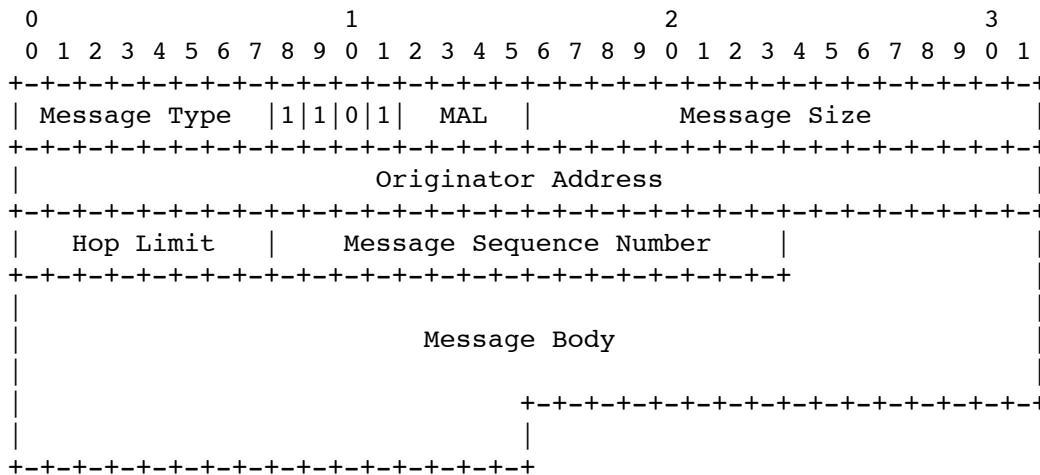 0                   1                   2                   3
 0 1 2 3 4 5 6 7 8 9 0 1 2 3 4 5 6 7 8 9 0 1 2 3 4 5 6 7 8 9 0 1
+-+-+-+-+-+-+-+-+-+-+-+-+-+-+-+-+-+-+-+-+-+-+-+-+-+-+-+-+-+-+-+-+
| Message Type  |1|1|0|1|  MAL  |         Message Size          |
+-+-+-+-+-+-+-+-+-+-+-+-+-+-+-+-+-+-+-+-+-+-+-+-+-+-+-+-+-+-+-+-+
|                      Originator Address                       |
+-+-+-+-+-+-+-+-+-+-+-+-+-+-+-+-+-+-+-+-+-+-+-+-+-+-+-+-+-+-+-+-+
|   Hop Limit   |    Message Sequence Number    |               |
+-+-+-+-+-+-+-+-+-+-+-+-+-+-+-+-+-+-+-+-+-+-+-+-+               |
|                                                               |
|                         Message Body                          |
|                                                               |
|                               +-+-+-+-+-+-+-+-+-+-+-+-+-+-+-+-+
|                               |
+-+-+-+-+-+-+-+-+-+-+-+-+-+-+-+-+